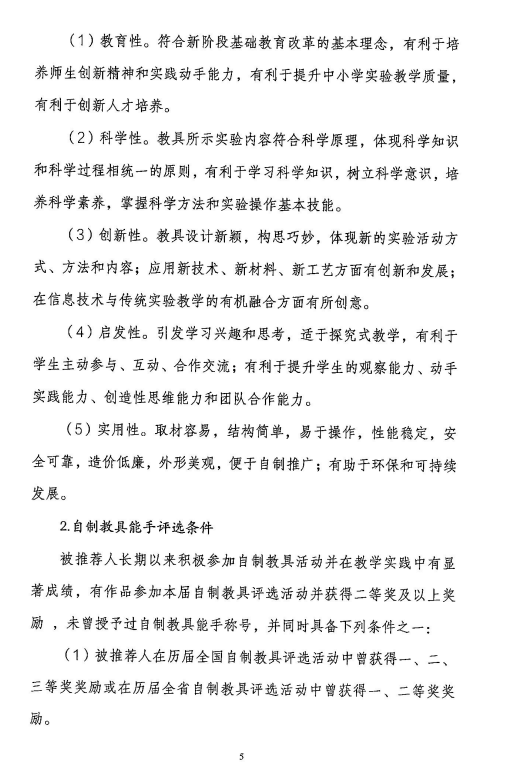 （1）教育性。符合新阶段基础教育改革的基本理念，有利于培
养师生创新精神和实践动手能力，有利于提升中小学实验教学质量，
有利于创新人才培养。
（2）科学性。教具所示实验内容符合科学原理，体现科学知识
和科学过程相统一的原则，有利于学习科学知识，树立科学意识，培
养科学素养，掌握科学方法和实验操作基本技能。
（3）创新性。教具设计新颖，构思巧妙，体现新的实验活动方
式、方法和内容；应用新技术、新材料、新工艺方面有创新和发展；
在信息技术与传统实验教学的有机融合方面有所创意。
（4）启发性。引发学习兴趣和思考，适于探究式教学，有利于
学生主动参与、互动、合作交流；有利于提升学生的观察能力、动手
实践能力、创造性思维能力和团队合作能力。
（5）实用性。取材容易，结构简单，易于操作，性能稳定，安
全可靠，造价低廉，外形美观，便于自制推广；有助于环保和可持续
发展。
2.自制教具能手评选条件
被推荐人长期以来积极参加自制教具活动并在教学实践中有显
著成绩，有作品参加本届自制教具评选活动并获得二等奖及以上奖
励 ，未曾授予过自制教具能手称号，并同时具备下列条件之一：
（1）被推荐人在历届全国自制教具评选活动中曾获得一、二、
三等奖奖励或在历届全省自制教具评选活动中曾获得一、二等奖奖
励。
5